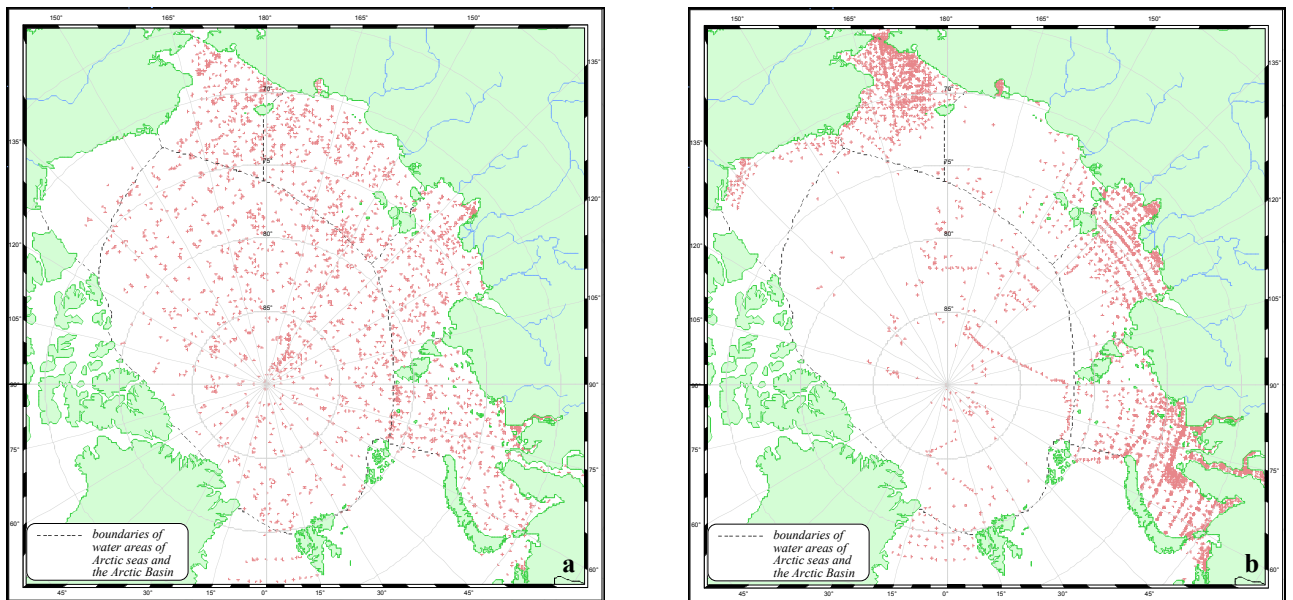 150° 165° 180° 165° 150°
135° 135°
70°
75°
120° 120°
80°
105° 105°
85°
90° 90°
75° 75°
60° 60°
45° 30° 15° 0° 15° 30° 45°
boundaries of
water areas of
Arctic seas and
the Arctic Basin
a
150° 165° 180° 165° 150°
135° 135°
70°
75°
120° 120°
80°
105° 105°
85°
90° 90°
75° 75°
60° 60°
45° 30° 15° 0° 15° 30° 45°
boundaries of
water areas of
Arctic seas and
the Arctic Basin
b